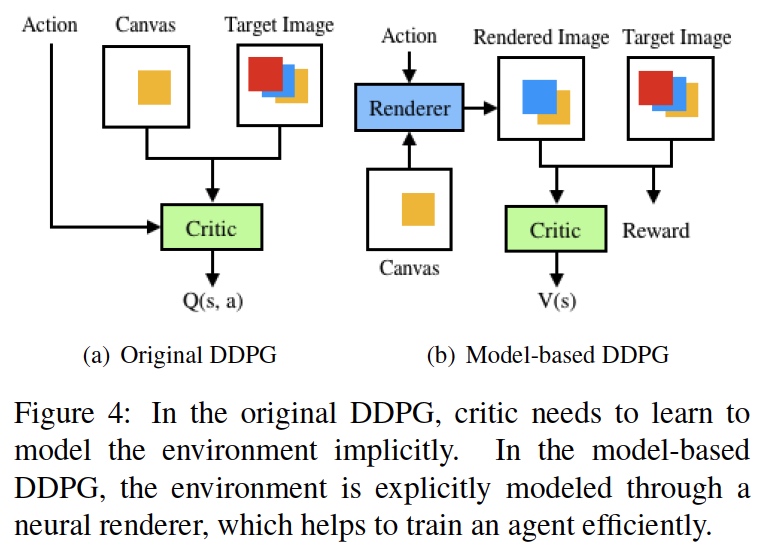 Action
Canvas
Target Image
Critic
Q(s, a)
(a) Original DDPG
Action
Rendered Image
Target Image
Renderer
Canvas
Critic
Reward
V(s)
(b) Model-based DDPG
Figure 4: In the original DDPG, critic needs to learn to
model the environment implicitly. In the model-based
DDPG, the environment is explicitly modeled through a
neural renderer, which helps to train an agent efficiently.